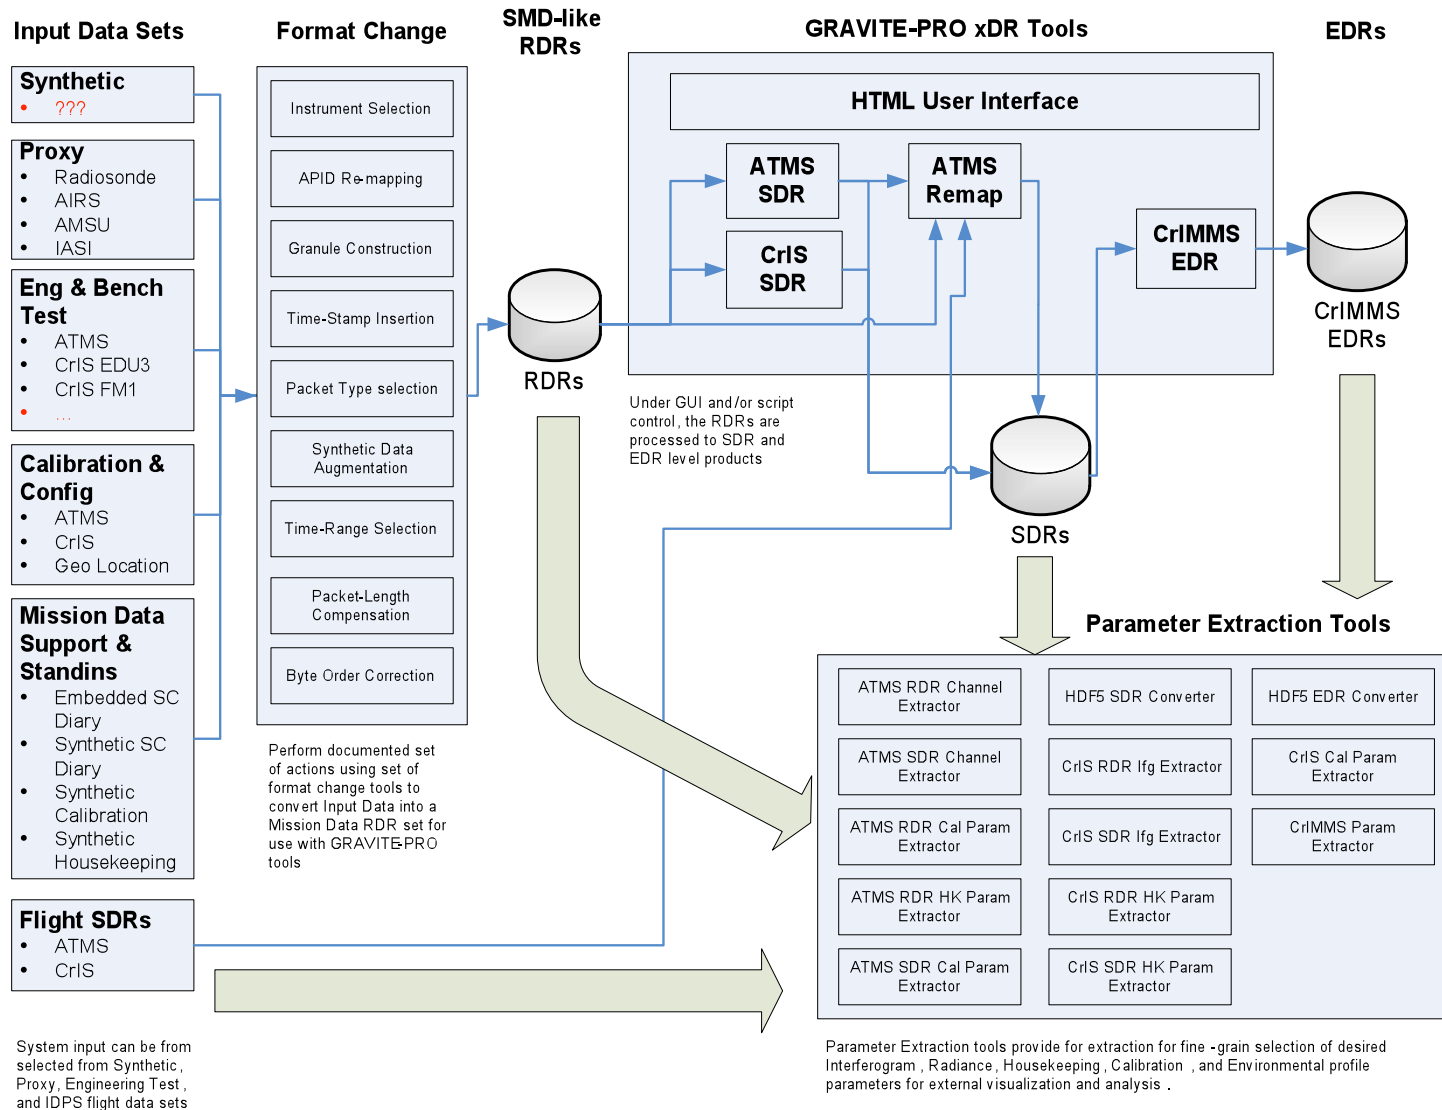 Input Data Sets
Synthetic
• ???
Proxy
• Radiosonde
• AIRS
• AMSU
• IASI
Eng & Bench
Test
• ATMS
• CrIS EDU3
• CrIS FM1
• ...
Calibration &
Config
• ATMS
• CrIS
• Geo Location
Mission Data
Support &
Standins
• Embedded SC
Diary
• Synthetic SC
Diary
• Synthetic
Calibration
• Synthetic
Housekeeping
Flight SDRs
• ATMS
• CrIS
System input can be from
selected from Synthetic,
Proxy, Engineering Test,
and IDPS flight data sets
Format Change
Instrument Selection
APID Re-mapping
Granule Construction
Time-Stamp Insertion
Packet Type selection
Synthetic Data
Augmentation
Time-Range Selection
Packet-Length
Compensation
Byte Order Correction
Perform documented set
of actions using set of
format change tools to
convert Input Data into a
Mission Data RDR set for
use with GRAVITE-PRO
tools
SMD-like
RDRs
RDRs
GRAVITE-PRO xDR Tools
HTML User Interface
ATMS
SDR
ATMS
Remap
CrIS
SDR
CrIMMS
EDR
Under GUI and/or script
control, the RDRs are
processed to SDR and
EDR level products
SDRs
EDRs
CrIMMS
EDRs
Parameter Extraction Tools
ATMS RDR Channel
Extractor
HDF5 SDR Converter
HDF5 EDR Converter
ATMS SDR Channel
Extractor
CrIS RDR Ifg Extractor
CrIS Cal Param
Extractor
ATMS RDR Cal Param
Extractor
CrIS SDR Ifg Extractor
CrIMMS Param
Extractor
ATMS RDR HK Param
Extractor
CrIS RDR HK Param
Extractor
ATMS SDR Cal Param
Extractor
CrIS SDR HK Param
Extractor
Parameter Extraction tools provide for extraction for fine -grain selection of desired
Interferogram , Radiance, Housekeeping , Calibration , and Environmental profile
parameters for external visualization and analysis .